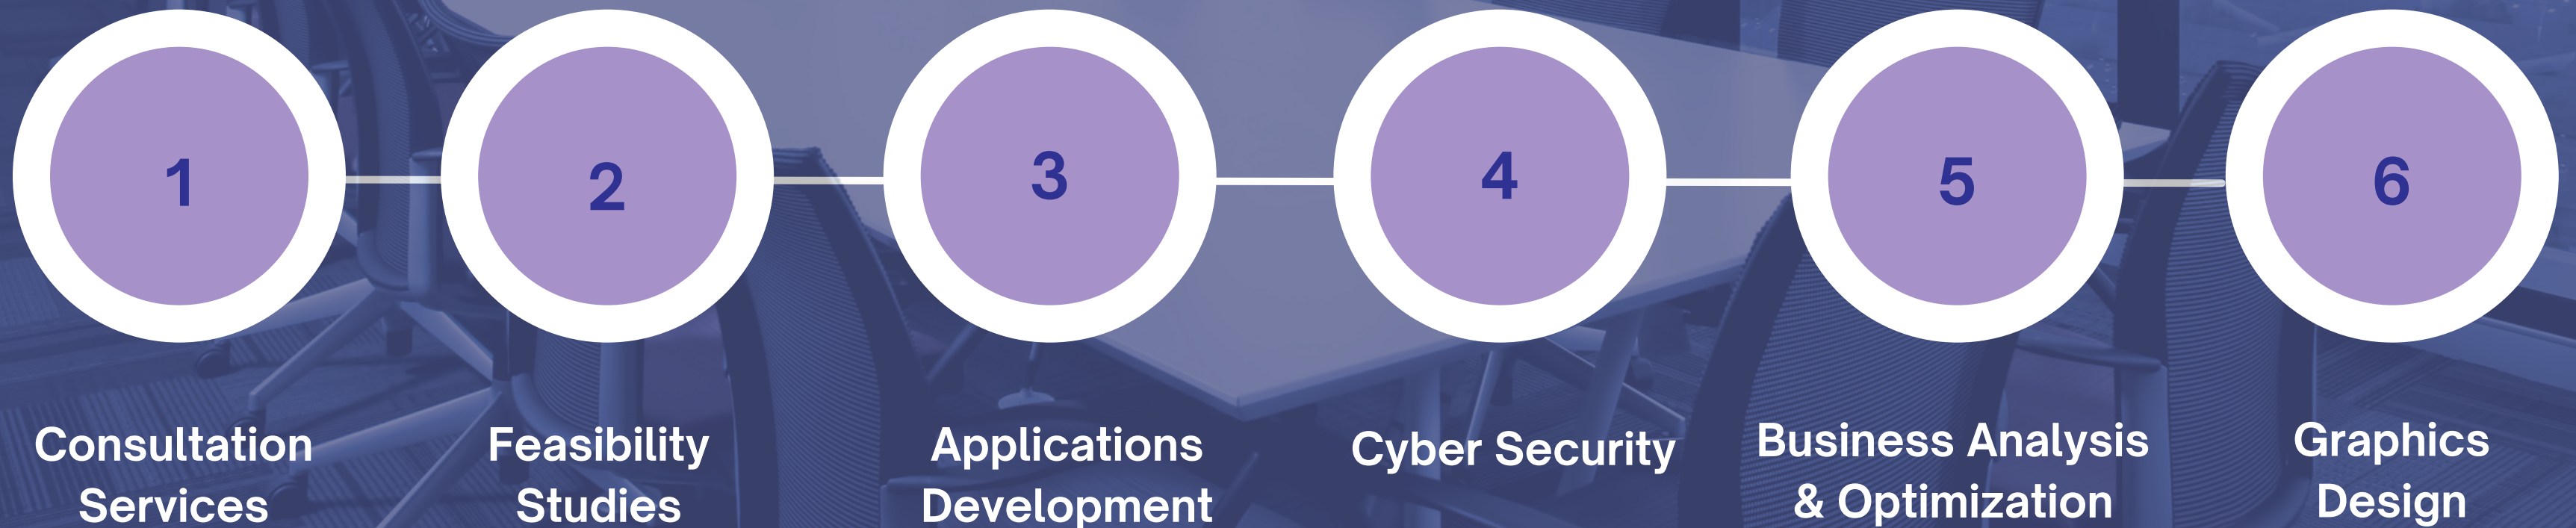 1
2
3
4
5
6
Consultation
Services
Feasibility
Studies
Applications
Development
Cyber Security
Business Analysis
& Optimization
Graphics
Design